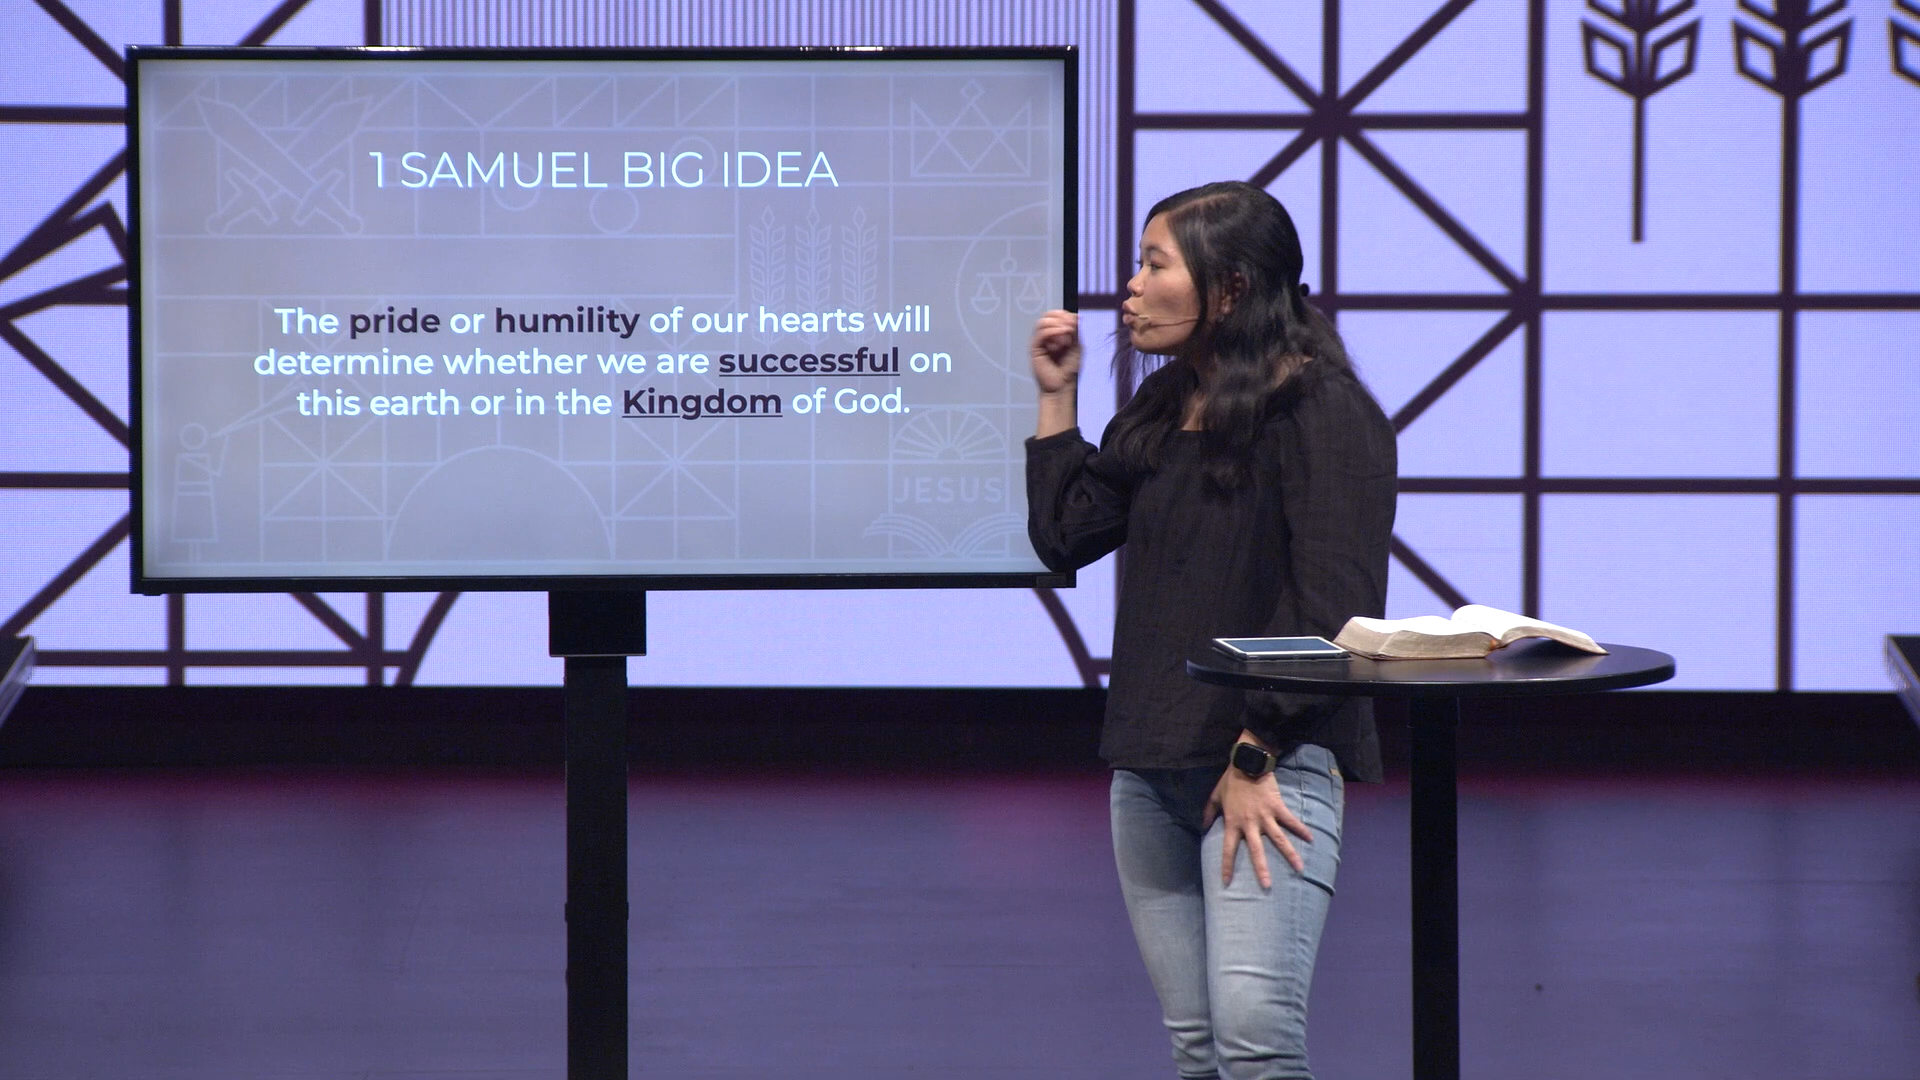 1 SAMUEL BIG IDEA
The pride or humility of our hearts will
determine whether we are successful on
this earth or in the Kingdom of God.
JESUS